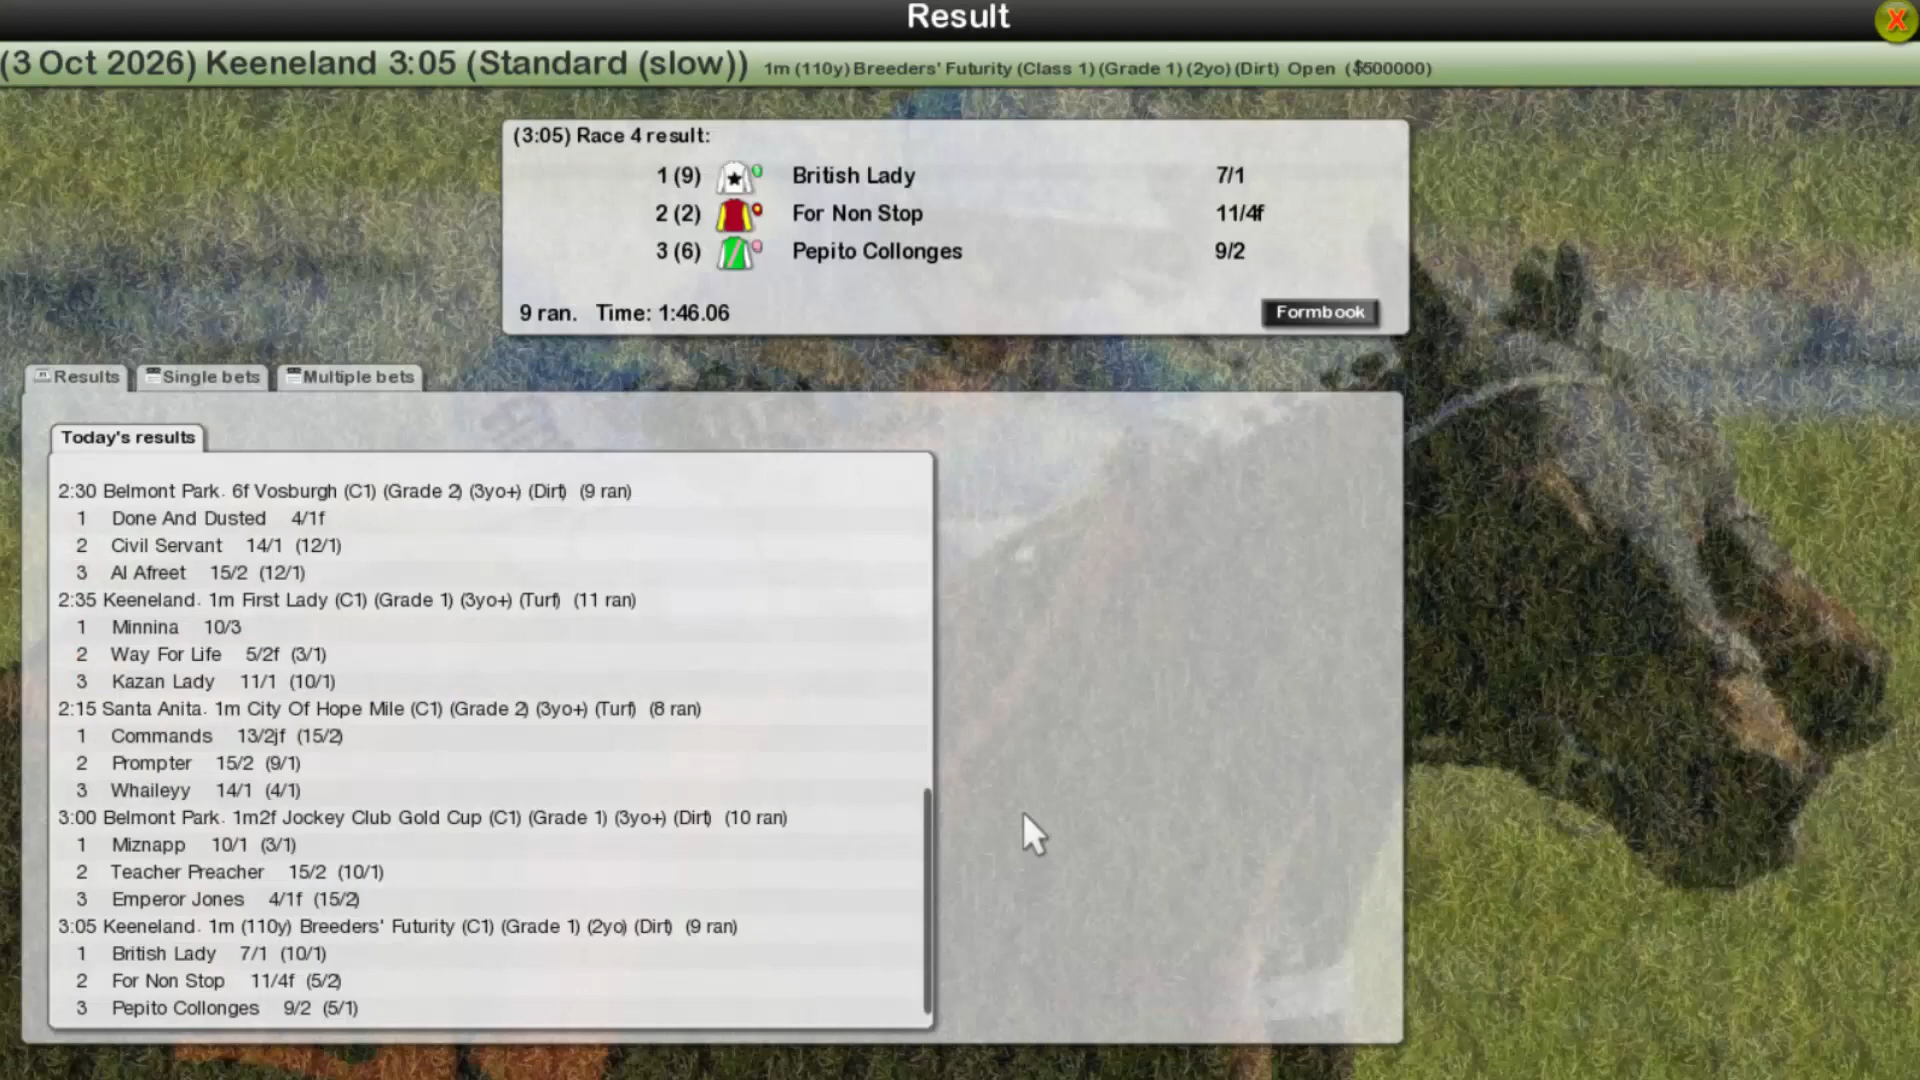 Result
X
(3 Oct 2026) Keeneland 3:05 (Standard (slow)) 1m (110y) Breeders' Futurity (Class 1) (Grade 1) (2yo) (Dirt) Open ($500000)
(3:05) Race 4 result:
1 (9) British Lady 7/1
2 (2) For Non Stop 11/4f
3 (6) Pepito Collonges 9/2
9 ran. Time: 1:46.06 Formbook
Results Single bets Multiple bets
Today's results
2:30 Belmont Park. 6f Vosburgh (C1) (Grade 2) (3yo+) (Dirt) (9 ran)
1 Done And Dusted 4/1f
2 Civil Servant 14/1 (12/1)
3 Al Afreet 15/2 (12/1)
2:35 Keeneland. 1m First Lady (C1) (Grade 1) (3yo+) (Turf) (11 ran)
1 Minnina 10/3
2 Way For Life 5/2f (3/1)
3 Kazan Lady 11/1 (10/1)
2:15 Santa Anita. 1m City Of Hope Mile (C1) (Grade 2) (3yo+) (Turf) (8 ran)
1 Commands 13/2jf (15/2)
2 Prompter 15/2 (9/1)
3 Whaileyy 14/1 (4/1)
3:00 Belmont Park. 1m2f Jockey Club Gold Cup (C1) (Grade 1) (3yo+) (Dirt) (10 ran)
1 Miznapp 10/1 (3/1)
2 Teacher Preacher 15/2 (10/1)
3 Emperor Jones 4/1f (15/2)
3:05 Keeneland. 1m (110y) Breeders' Futurity (C1) (Grade 1) (2yo) (Dirt) (9 ran)
1 British Lady 7/1 (10/1)
2 For Non Stop 11/4f (5/2)
3 Pepito Collonges 9/2 (5/1)